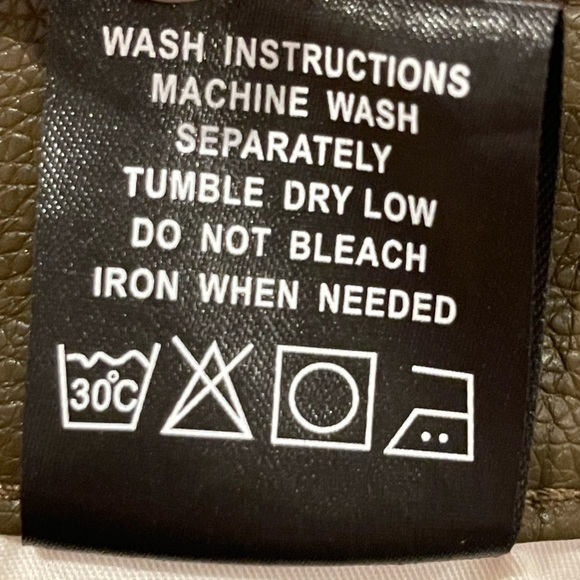 WASH INSTRUCTIONS
MACHINE WASH
SEPARATELY
TUMBLE DRY LOW
DO NOT BLEACH
IRON WHEN NEEDED
30°C